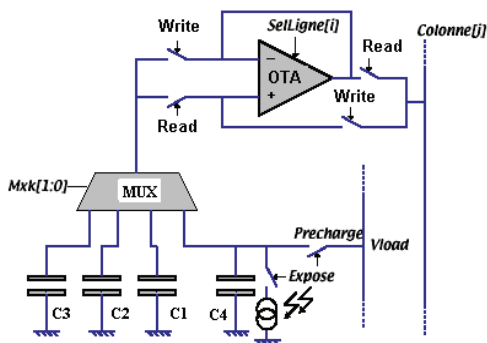 SelLigne[i]
Colonne[j]
Write
Read
−
OTA
+
Write
Read
Mxk[1:0]
MUX
Precharge
Vload
Expose
C3
C2
C1
C4